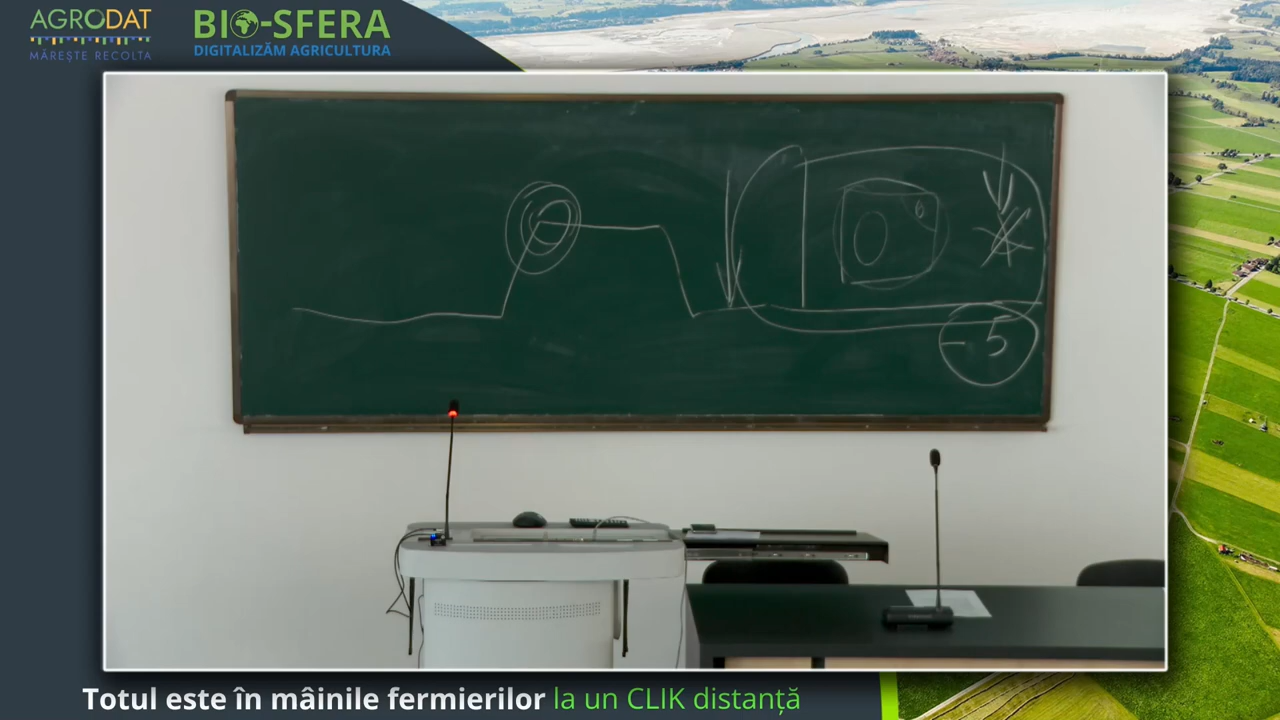 AGRODAT
MĂREȘTE RECOLTA
BIO-SFERA
DIGITALIZĂM AGRICULTURA
- 5
Totul este în mâinile fermierilor la un CLIK distanță